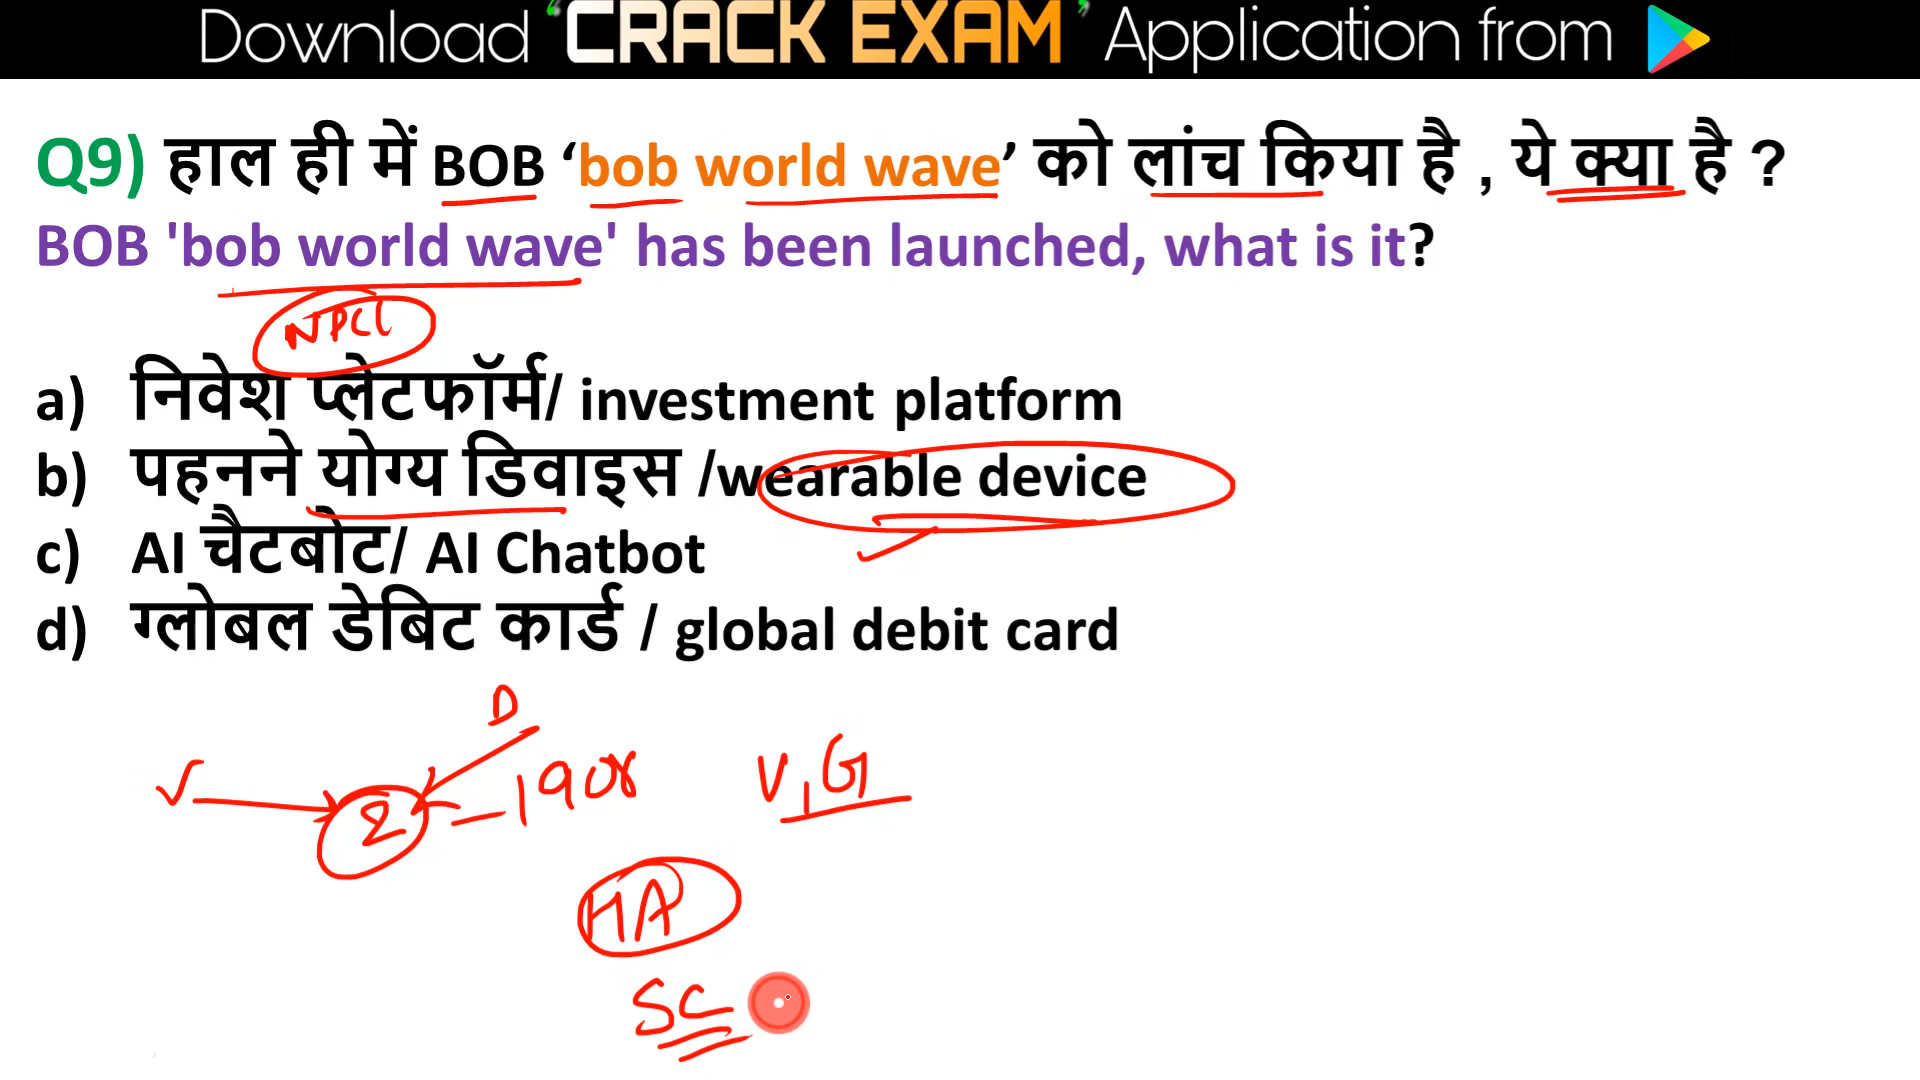 Download 'CRACK EXAM' Application from
Q9) हाल ही में BOB ‘bob world wave’ को लांच किया है , ये क्या है ?
BOB 'bob world wave' has been launched, what is it?
NPCI
a) निवेश प्लेटफॉर्म/ investment platform
b) पहनने योग्य डिवाइस /wearable device
c) AI चैटबोट/ AI Chatbot
d) ग्लोबल डेबिट कार्ड / global debit card
D
V 2 - 1908 V, G
HA
SC